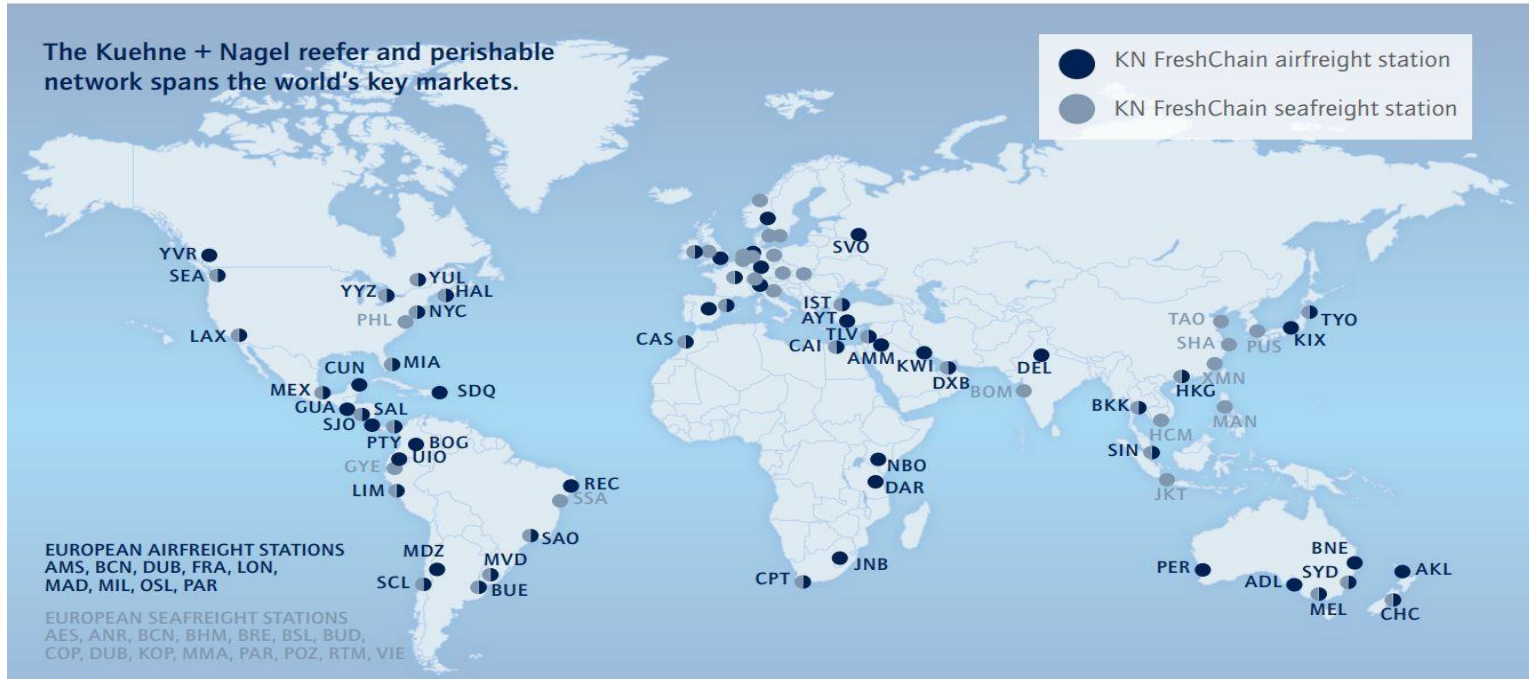 The Kuehne + Nagel reefer and perishable
network spans the world's key markets.
KN FreshChain airfreight station
KN FreshChain seafreight station
YVR
SEA
YUL
YYZ
HAL
NYC
PHL
LAX
MIA
CUN
MEX
SDQ
GUA
SAL
SJO
PTY
BOG
UIO
GYE
LIM
REC
SSA
SAO
MDZ
MVD
SCL
BUE
SVO
IST
AYT
TLV
CAS
CAI
AMM
KWI
DXB
DEL
BOM
NBO
DAR
JNB
CPT
TAO
SHA
PUS
TYO
KIX
XMN
HKG
BKK
HCM
MAN
SIN
JKT
PER
ADL
BNE
SYD
MEL
AKL
CHC
EUROPEAN AIRFREIGHT STATIONS
AMS, BCN, DUB, FRA, LON,
MAD, MIL, OSL, PAR
EUROPEAN SEAFREIGHT STATIONS
AES, ANR, BCN, BHM, BRE, BSL, BUD,
COP, DUB, KOP, MMA, PAR, POZ, RTM, VIE